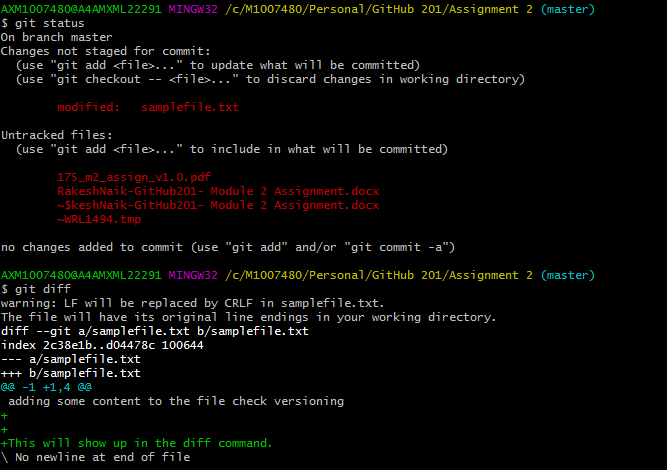 AXM1007480@A4AMXML22291 MINGW32 /c/M1007480/Personal/GitHub 201/Assignment 2 (master)
$ git status
On branch master
Changes not staged for commit:
  (use "git add <file>..." to update what will be committed)
  (use "git checkout -- <file>..." to discard changes in working directory)
        modified:   samplefile.txt
Untracked files:
  (use "git add <file>..." to include in what will be committed)
        175_m2_assign_v1.0.pdf
        RakeshNaik-GitHub201- Module 2 Assignment.docx
        ~$keshNaik-GitHub201- Module 2 Assignment.docx
        ~WRL1494.tmp
no changes added to commit (use "git add" and/or "git commit -a")
AXM1007480@A4AMXML22291 MINGW32 /c/M1007480/Personal/GitHub 201/Assignment 2 (master)
$ git diff
warning: LF will be replaced by CRLF in samplefile.txt.
The file will have its original line endings in your working directory.
diff --git a/samplefile.txt b/samplefile.txt
index 2c38e1b..d04478c 100644
--- a/samplefile.txt
+++ b/samplefile.txt
@@ -1 +1,4 @@
 adding some content to the file check versioning
+
+
+This will show up in the diff command.
\ No newline at end of file